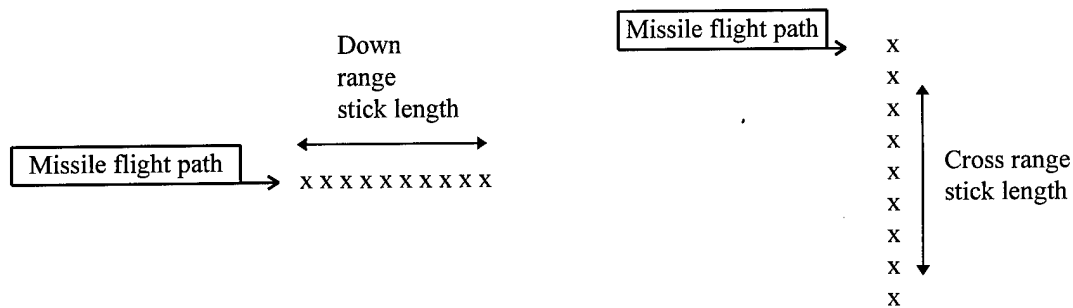 Down
range
stick length
Missile flight path
x x x x x x x x x x
Missile flight path
x
x
x
x
x
x
x
x
x
Cross range
stick length